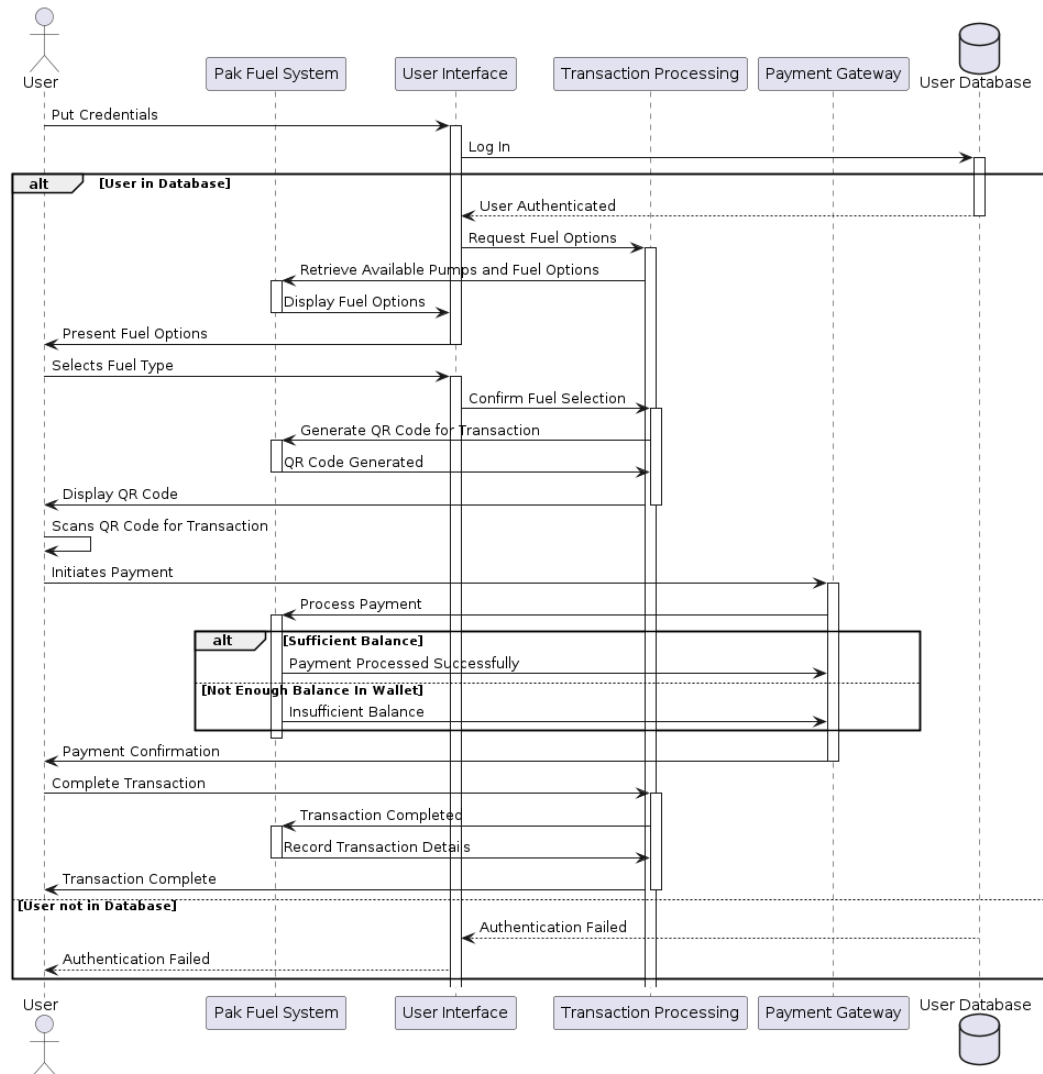 User
Pak Fuel System
User Interface
Transaction Processing
Payment Gateway
User Database
Put Credentials
Log In
alt
[User in Database]
User Authenticated
Request Fuel Options
Retrieve Available Pumps and Fuel Options
Display Fuel Options
Present Fuel Options
Selects Fuel Type
Confirm Fuel Selection
Generate QR Code for Transaction
QR Code Generated
Display QR Code
Scans QR Code for Transaction
Initiates Payment
Process Payment
alt
[Sufficient Balance]
Payment Processed Successfully
[Not Enough Balance In Wallet]
Insufficient Balance
Payment Confirmation
Complete Transaction
Transaction Completed
Record Transaction Details
Transaction Complete
[User not in Database]
Authentication Failed
Authentication Failed
User
Pak Fuel System
User Interface
Transaction Processing
Payment Gateway
User Database